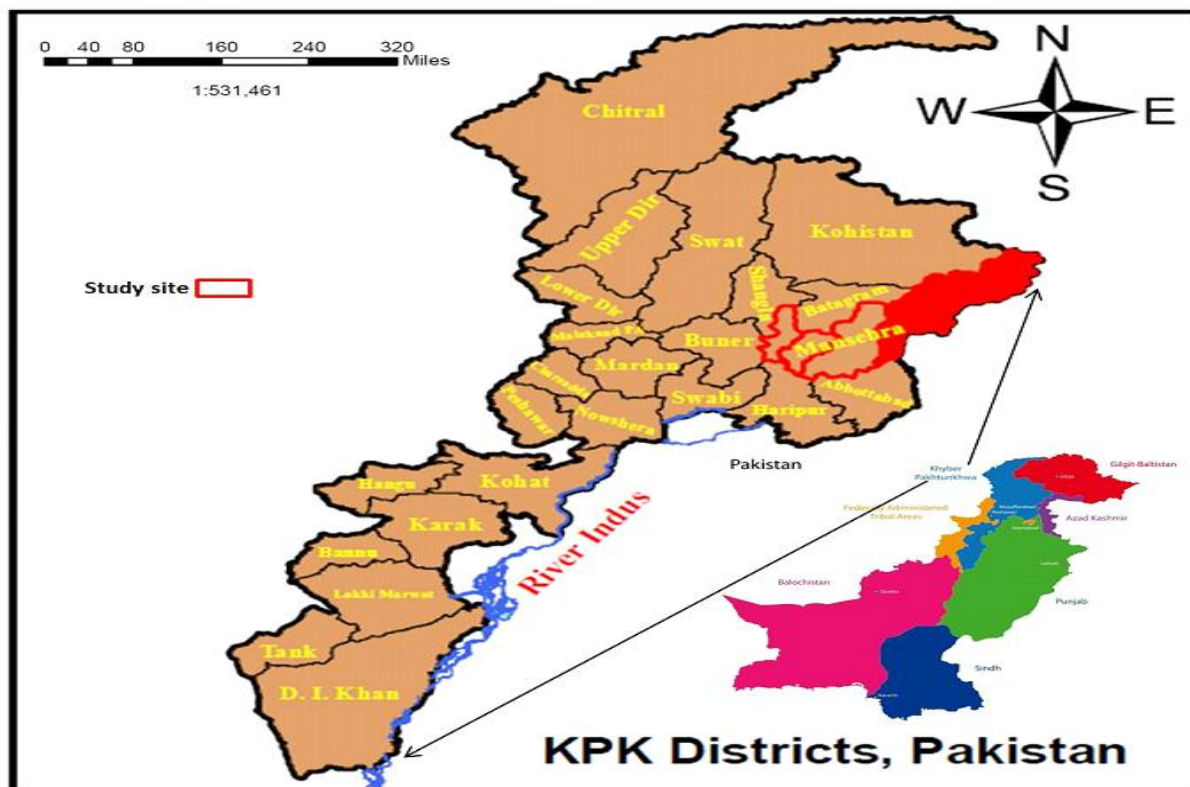 0 40 80 160 240 320
Miles
1:531,461
N
W E
S
Chitral
Upper Dir
Swat
Kohistan
Study site
Lower Dir
Shangla
Batagram
Malakand P.A
Buner
Mansehra
Mardan
Charsadda
Swabi
Abbottabad
Peshawar
Nowshera
Haripur
Pakistan
Hangu
Kohat
Karak
River Indus
Bannu
Lakki Marwat
Tank
D. I. Khan
Khyber
Pakhtunkhwa
Gilgit-Baltistan
Federally Administered
Tribal Areas
Azad Kashmir
Balochistan
Punjab
Sindh
KPK Districts, Pakistan